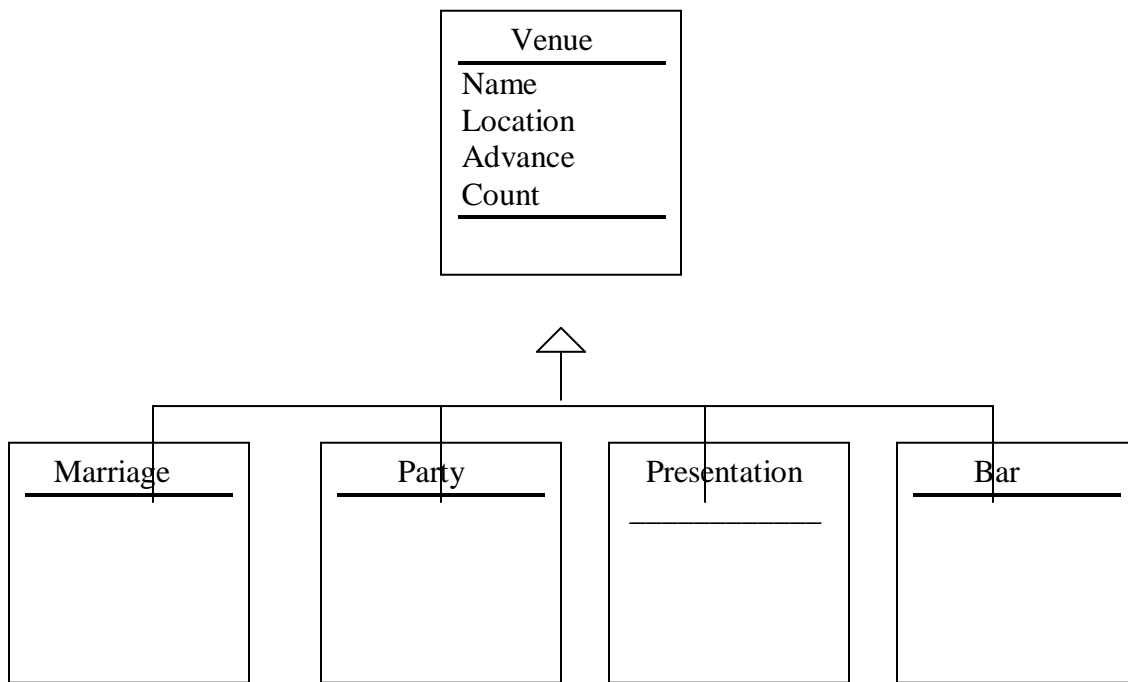 Venue
Name
Location
Advance
Count
Marriage
Party
Presentation
Bar